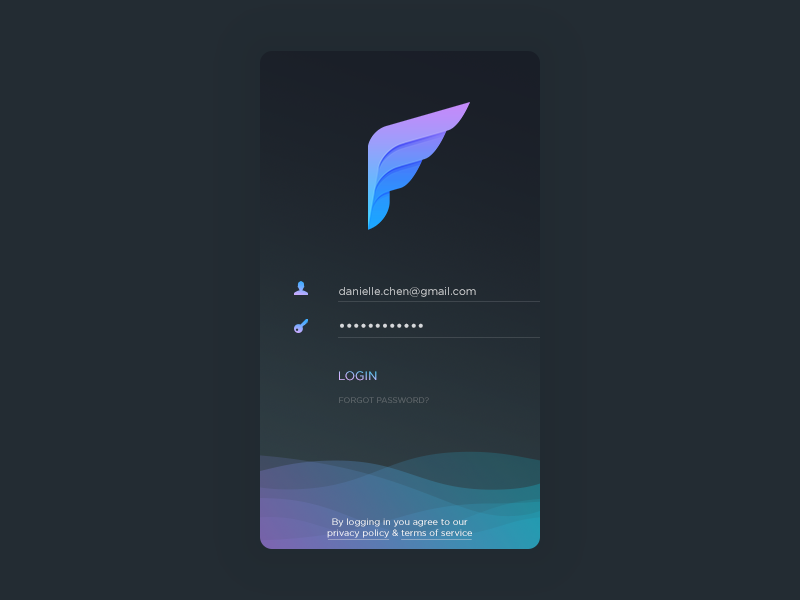 danielle.chen@gmail.com
••••••••••••
LOGIN
FORGOT PASSWORD?
By logging in you agree to our
privacy policy & terms of service